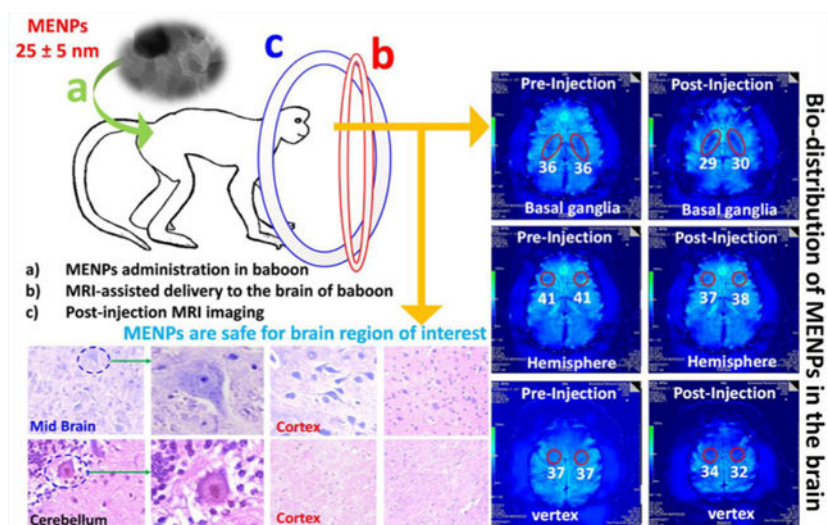 MENPs
25 ± 5 nm
a
c
b
a) MENPs administration in baboon
b) MRI-assisted delivery to the brain of baboon
c) Post-injection MRI imaging
MENPs are safe for brain region of interest
Mid Brain
Cortex
Cerebellum
Cortex
Pre-Injection
36 36
Basal ganglia
Post-Injection
29 30
Basal ganglia
Pre-Injection
41 41
Hemisphere
Post-Injection
37 38
Hemisphere
Pre-Injection
37 37
vertex
Post-Injection
34 32
vertex
Bio-distribution of MENPs in the brain